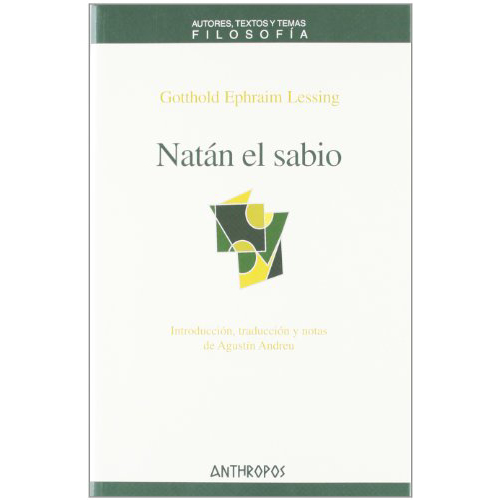 AUTORES, TEXTOS Y TEMAS
FILOSOFÍA
Gotthold Ephraim Lessing
Natán el sabio
Introducción, traducción y notas
de Agustín Andreu
ANTHROPOS